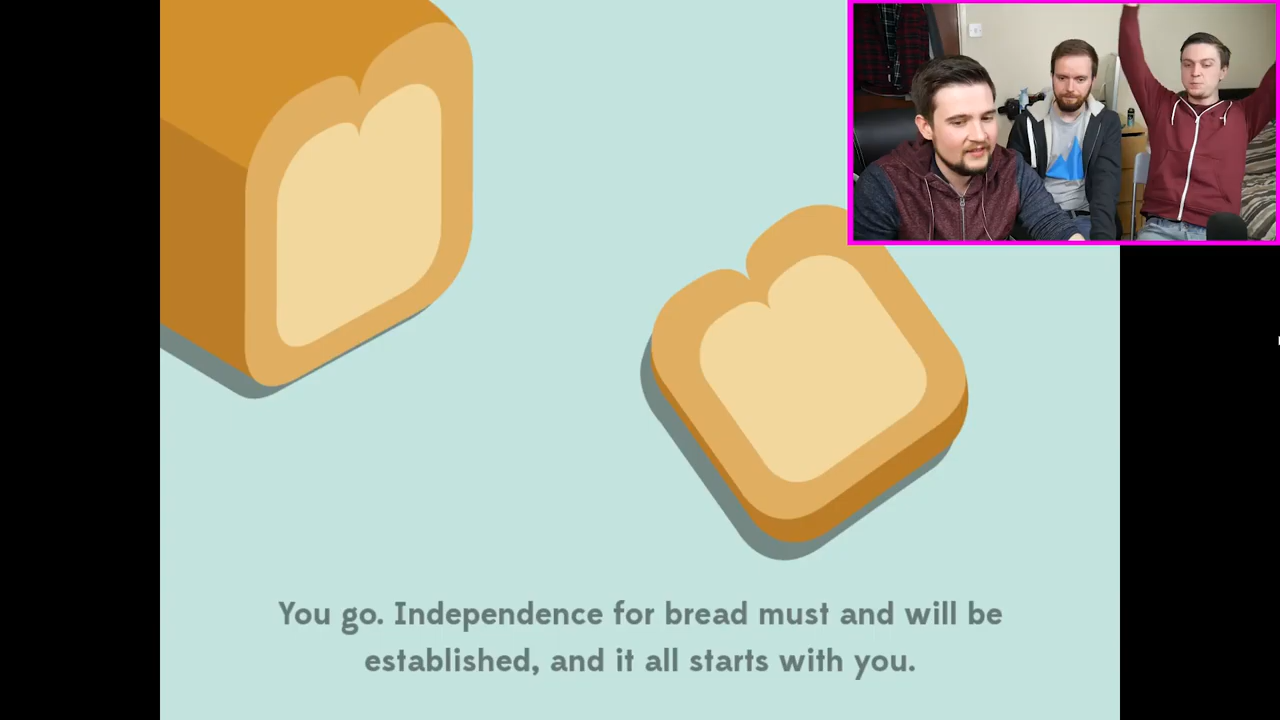 You go. Independence for bread must and will be
established, and it all starts with you.